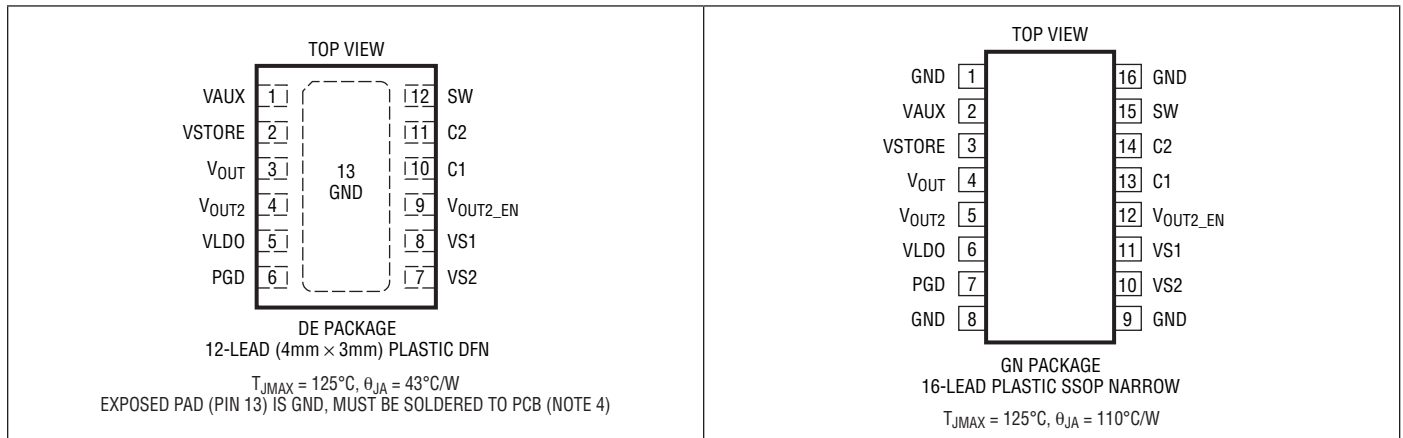 TOP VIEW
VAUX 1 12 SW
VSTORE 2 11 C2
VOUT 3 10 C1
13
GND
VOUT2 4 9 VOUT2_EN
VLDO 5 8 VS1
PGD 6 7 VS2
DE PACKAGE
12-LEAD (4mm × 3mm) PLASTIC DFN
TJMAX = 125°C, θJA = 43°C/W
EXPOSED PAD (PIN 13) IS GND, MUST BE SOLDERED TO PCB (NOTE 4)
TOP VIEW
GND 1 16 GND
VAUX 2 15 SW
VSTORE 3 14 C2
VOUT 4 13 C1
VOUT2 5 12 VOUT2_EN
VLDO 6 11 VS1
PGD 7 10 VS2
GND 8 9 GND
GN PACKAGE
16-LEAD PLASTIC SSOP NARROW
TJMAX = 125°C, θJA = 110°C/W